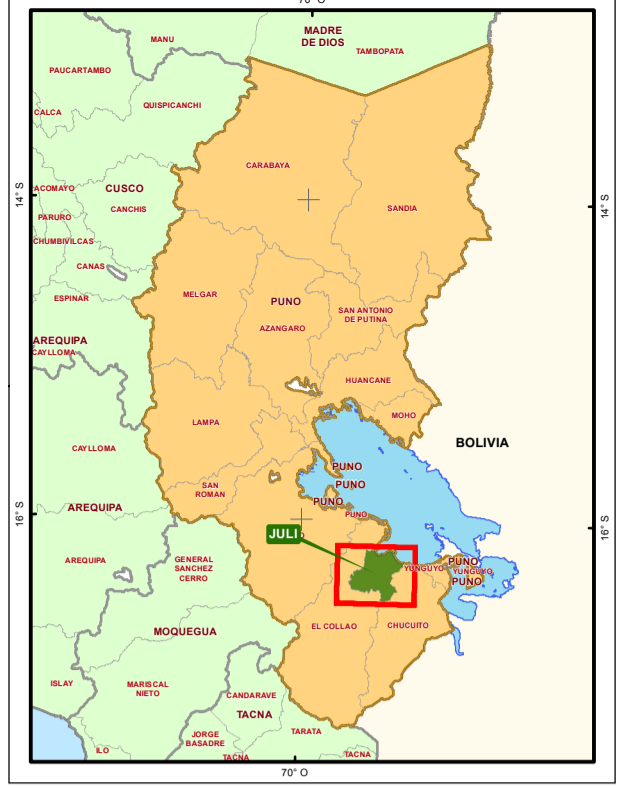 70° O
MADRE
DE DIOS
MANU
TAMBOPATA
PAUCARTAMBO
QUISPICANCHI
CALCA
CARABAYA
14° S
14° S
ACOMAYO
CUSCO
SANDIA
CANCHIS
PARURO
CHUMBIVILCAS
CANAS
ESPINAR
MELGAR
PUNO
SAN ANTONIO
DE PUTINA
AZANGARO
AREQUIPA
CAYLLOMA
HUANCANE
MOHO
LAMPA
BOLIVIA
CAYLLOMA
PUNO
SAN
ROMAN
PUNO
PUNO
PUNO
AREQUIPA
16° S
16° S
JULI
AREQUIPA
GENERAL
SANCHEZ
CERRO
PUNO
YUNGUYO
YUNGUYO
PUNO
EL COLLAO
CHUCUITO
MOQUEGUA
ISLAY
MARISCAL
NIETO
CANDARAVE
TACNA
JORGE
BASADRE
TARATA
ILO
TACNA
TACNA
70° O